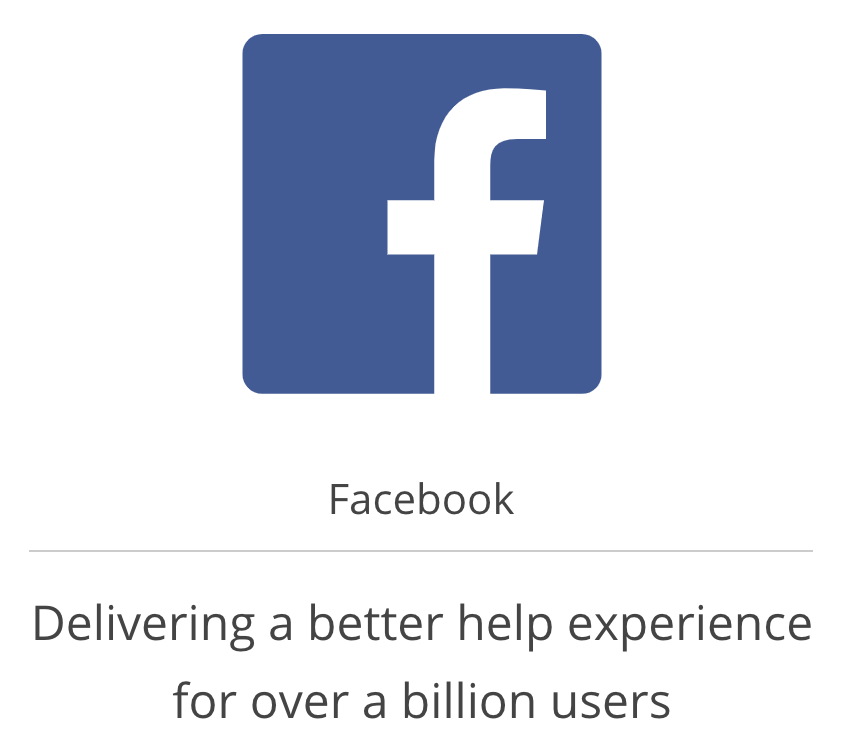 f
Facebook
Delivering a better help experience
for over a billion users